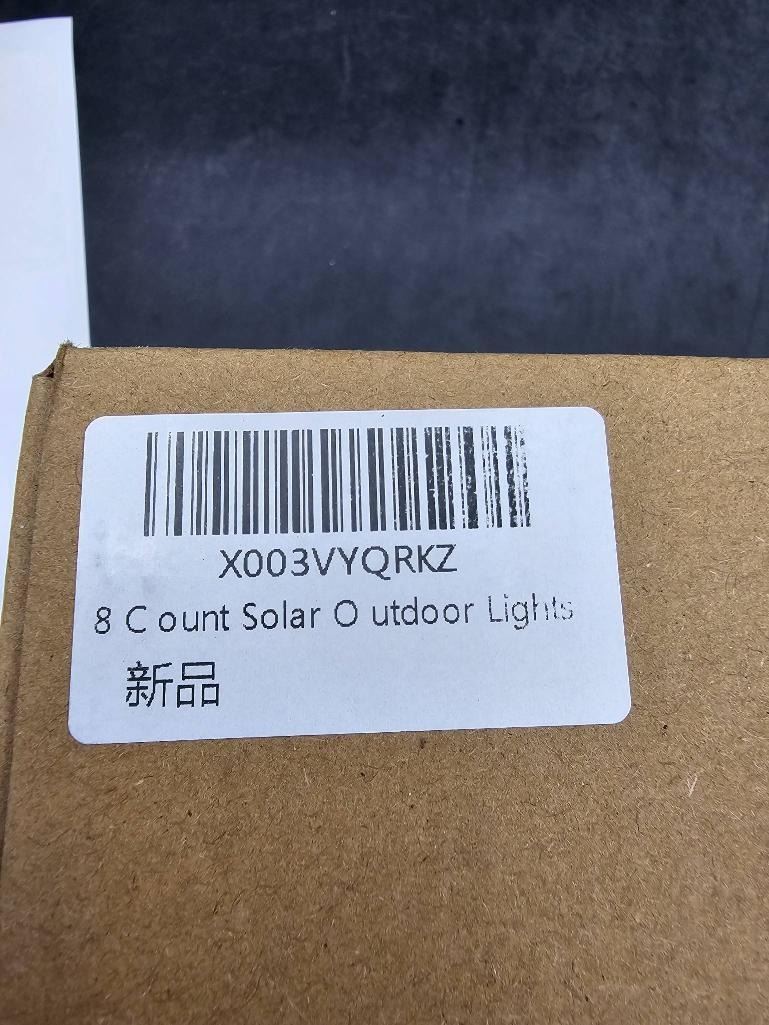 X003VYQRKZ
8 C ount Solar O utdoor Lights
新品